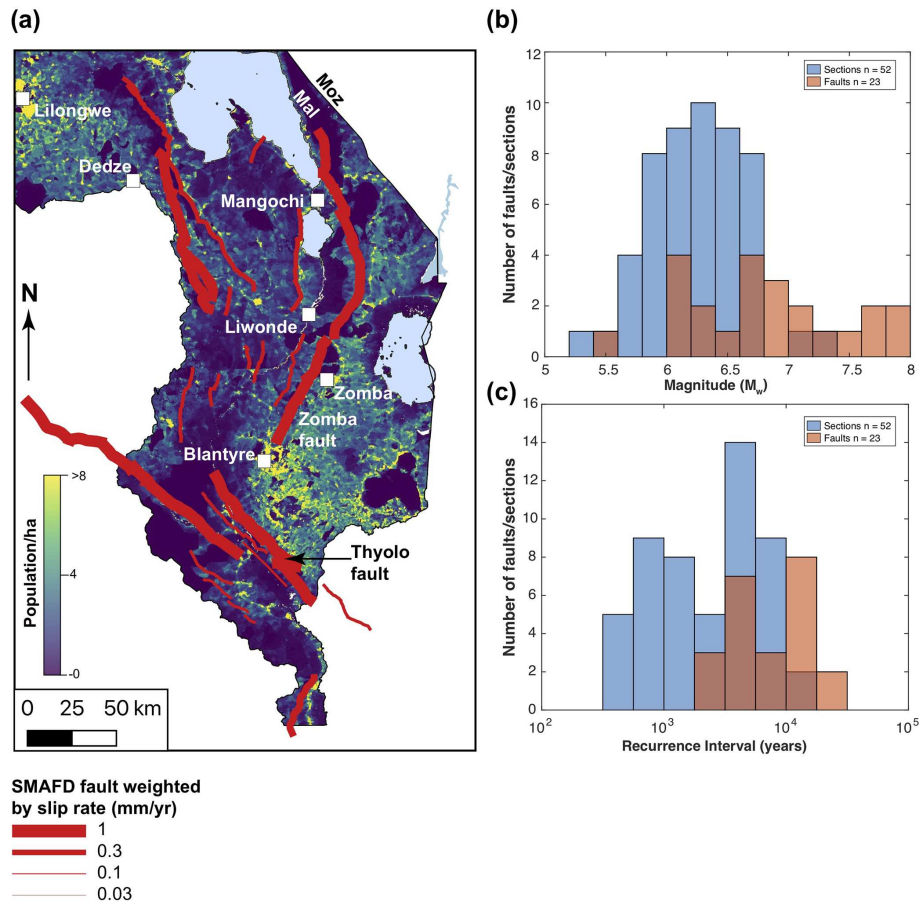 (a)
Moz
Mal
Lilongwe
Dedze
Mangochi
N
Liwonde
Zomba
Zomba
fault
Blantyre
>8
4
-0
Population/ha
Thyolo
fault
0 25 50 km
SMAFD fault weighted
by slip rate (mm/yr)
1
0.3
0.1
0.03
(b)
12
10
8
6
4
2
0
Number of faults/sections
Sections n = 52
Faults n = 23
5 5.5 6 6.5 7 7.5 8
Magnitude (Mw)
(c)
16
14
12
10
8
6
4
2
0
Number of faults/sections
Sections n = 52
Faults n = 23
10² 10³ 10⁴ 10⁵
Recurrence Interval (years)